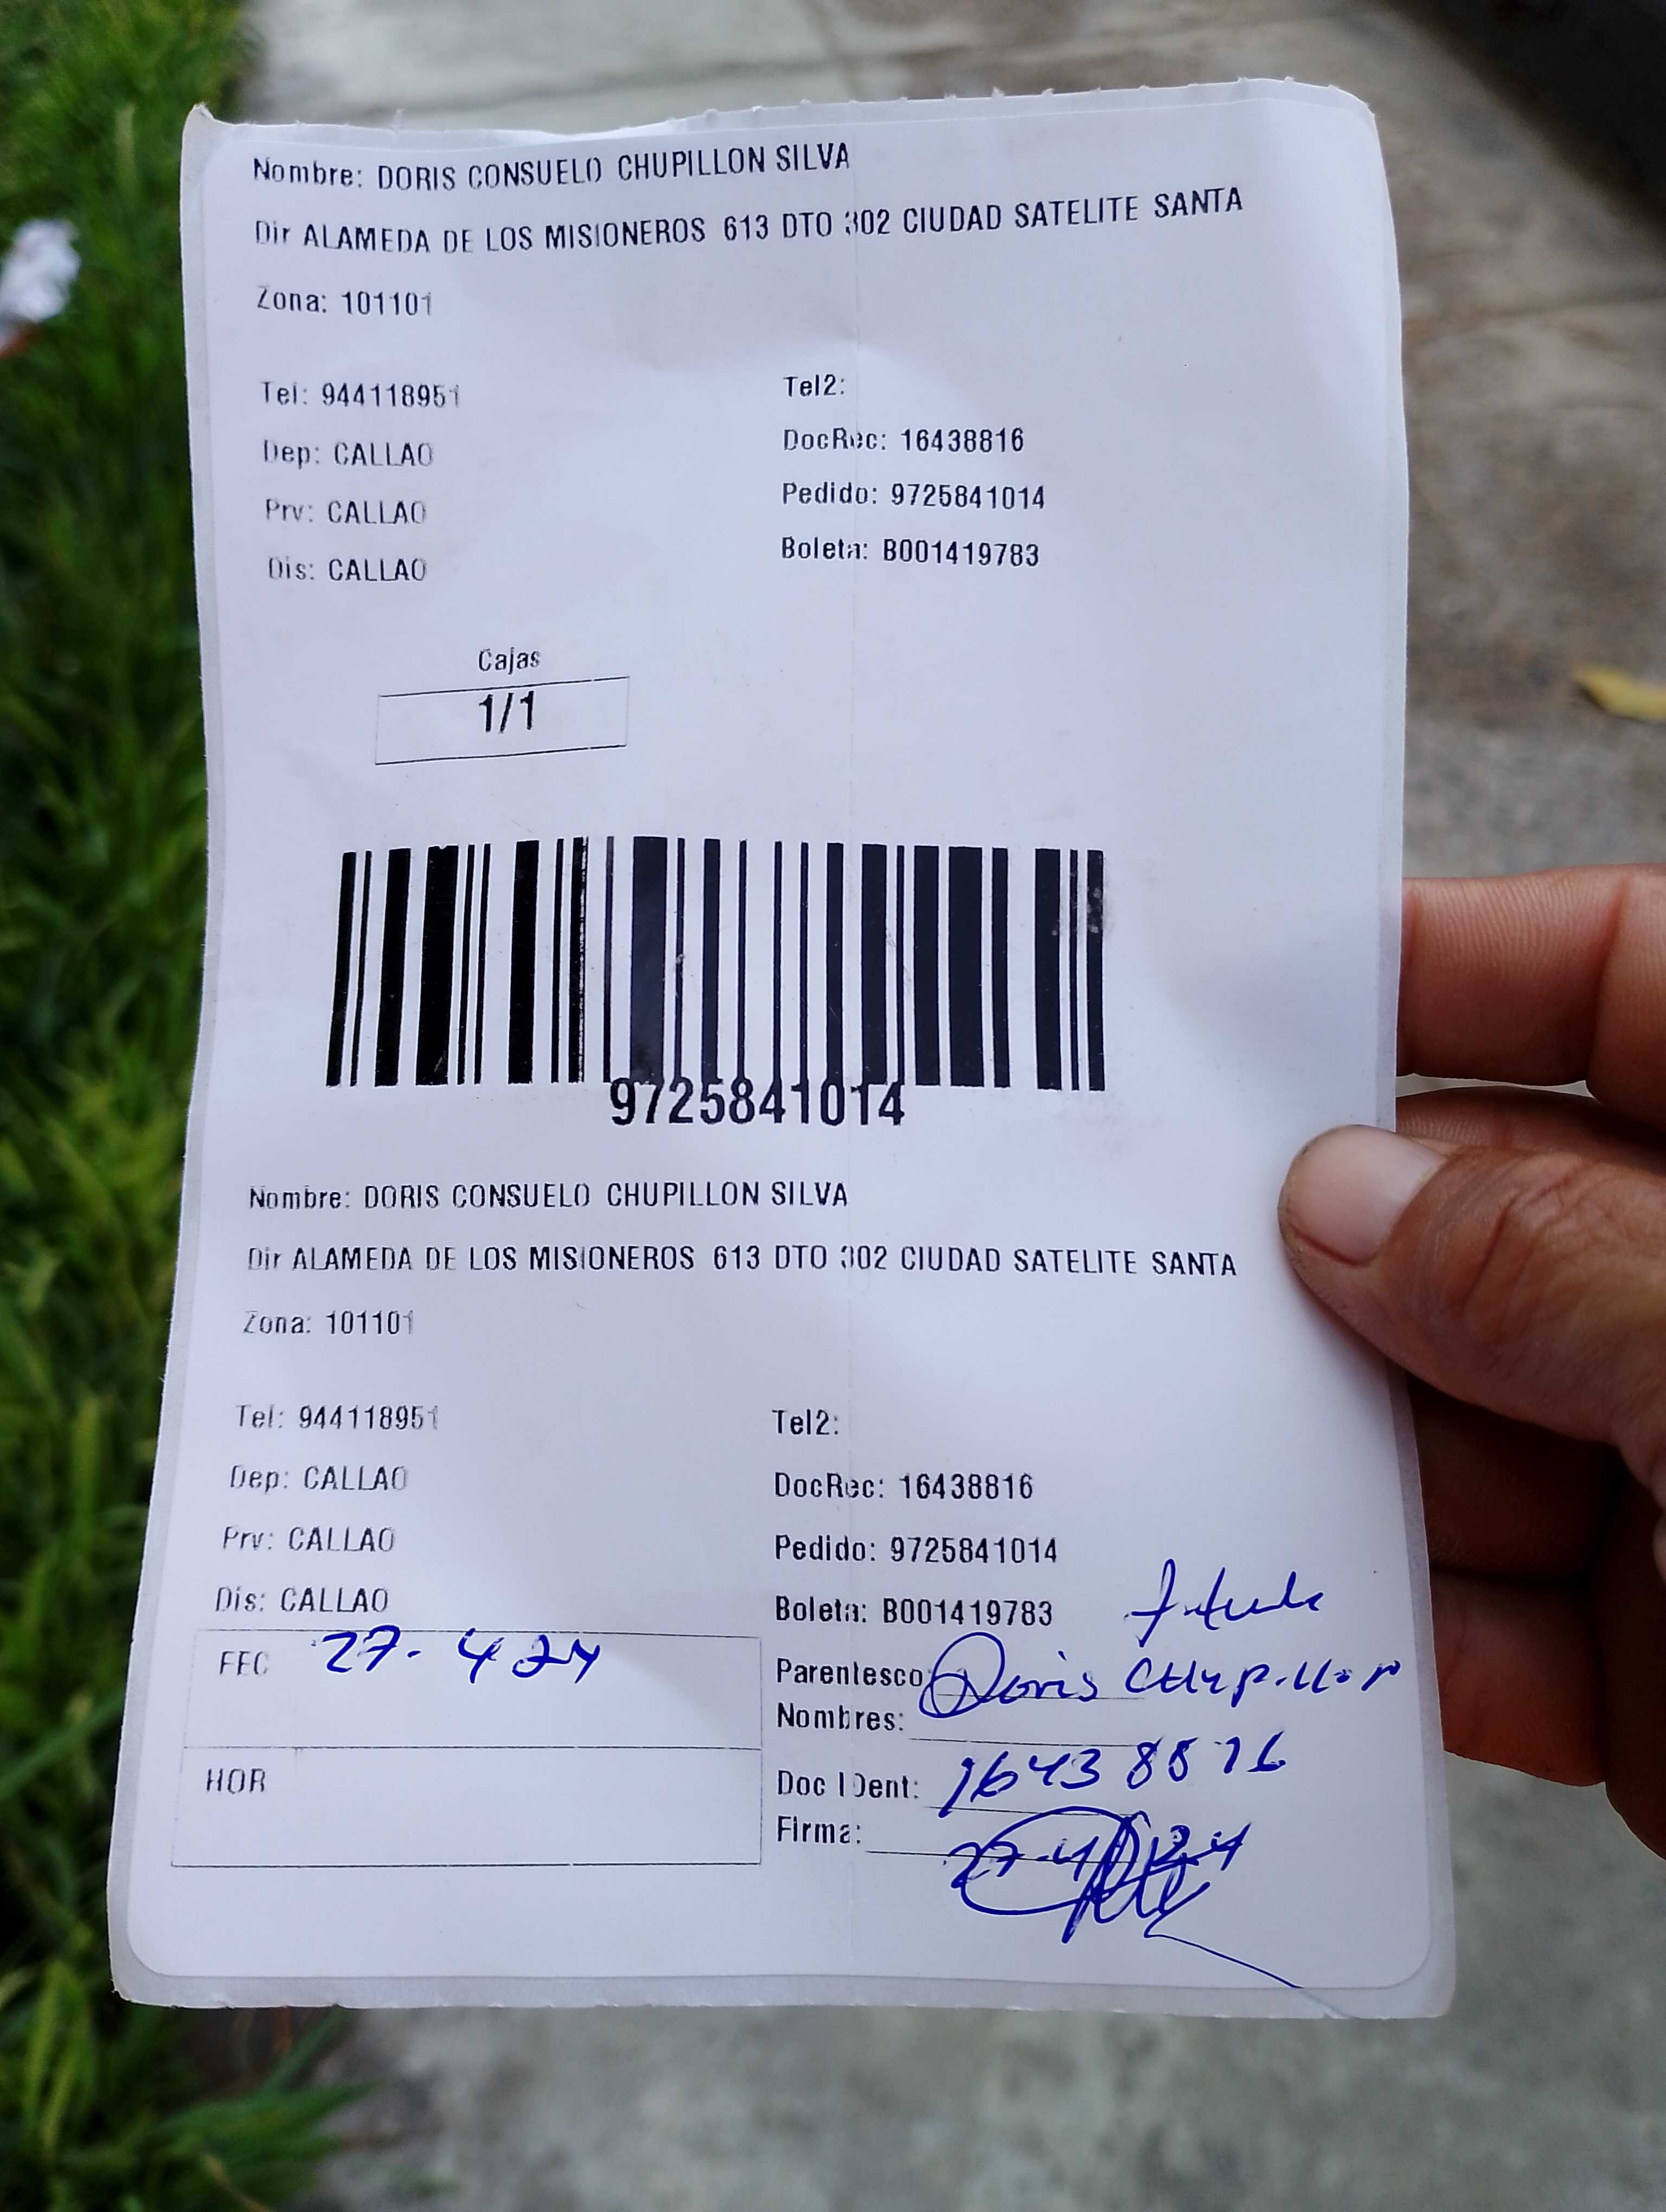 Nombre: DORIS CONSUELO CHUPILLON SILVA
Dir ALAMEDA DE LOS MISIONEROS 613 DTO 302 CIUDAD SATELITE SANTA
Zona: 101101
Tel: 944118951 Tel2:
Dep: CALLAO DocRec: 16438816
Prv: CALLAO Pedido: 9725841014
Dis: CALLAO Boleta: B001419783
Cajas
1/1
9725841014
Nombre: DORIS CONSUELO CHUPILLON SILVA
Dir ALAMEDA DE LOS MISIONEROS 613 DTO 302 CIUDAD SATELITE SANTA
Zona: 101101
Tel: 944118951 Tel2:
Dep: CALLAO DocRec: 16438816
Prv: CALLAO Pedido: 9725841014
Dis: CALLAO Boleta: B001419783
FEC 27-4 24 Parentesco: Doris Chupillon
Nombres:
HOR Doc IDent: 16438816
Firma: 27-4-24